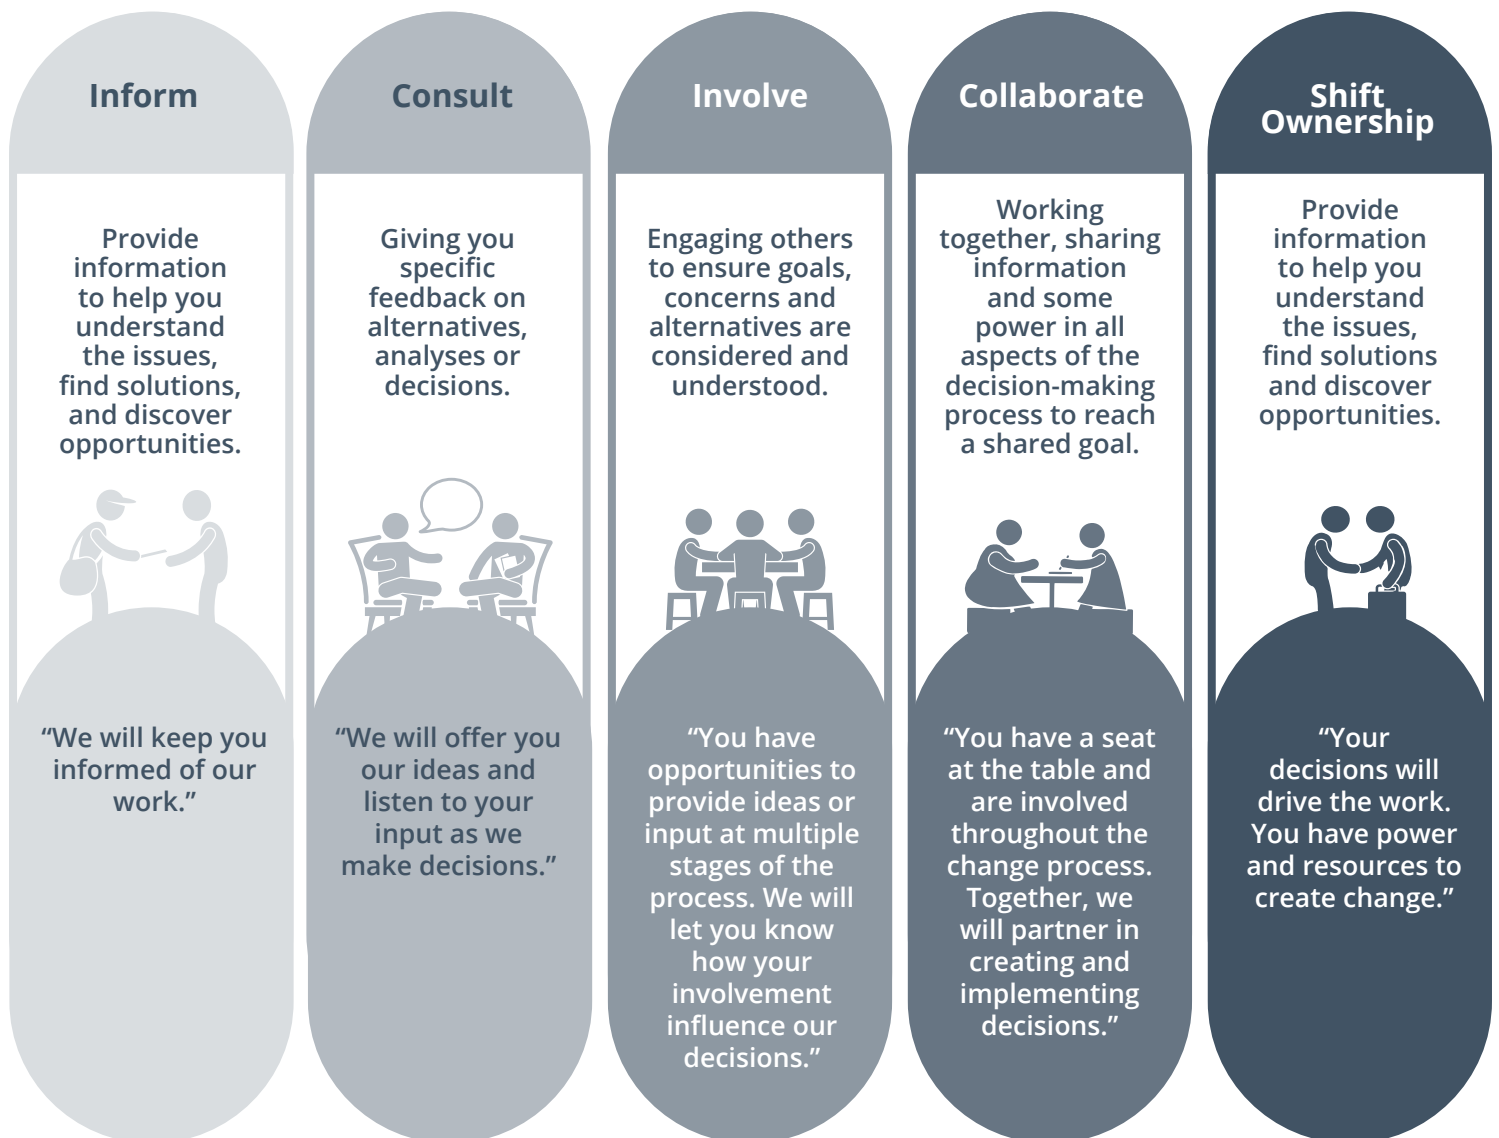 Inform
Provide
information
to help you
understand
the issues,
find solutions,
and discover
opportunities.
“We will keep you
informed of our
work.”
Consult
Giving you
specific
feedback on
alternatives,
analyses or
decisions.
“We will offer you
our ideas and
listen to your
input as we
make decisions.”
Involve
Engaging others
to ensure goals,
concerns and
alternatives are
considered and
understood.
“You have
opportunities to
provide ideas or
input at multiple
stages of the
process. We will
let you know
how your
involvement
influence our
decisions.”
Collaborate
Working
together, sharing
information
and some
power in all
aspects of the
decision-making
process to reach
a shared goal.
“You have a seat
at the table and
are involved
throughout the
change process.
Together, we
will partner in
creating and
implementing
decisions.”
Shift
Ownership
Provide
information
to help you
understand
the issues,
find solutions
and discover
opportunities.
“Your
decisions will
drive the work.
You have power
and resources to
create change.”